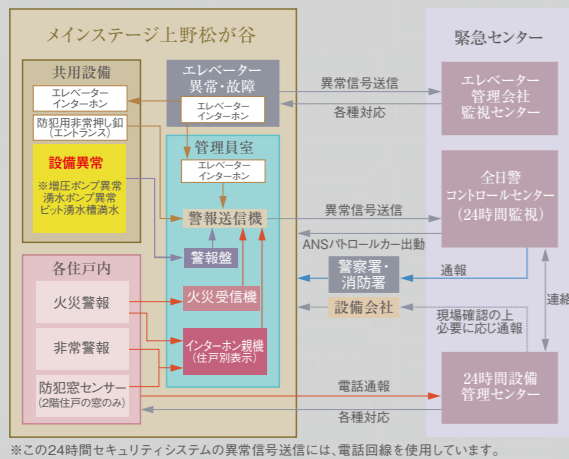 メインステージ上野松が谷
緊急センター
共用設備
エレベーター
インターホン
防犯用非常押し釦
(エントランス)
設備異常
※増圧ポンプ異常
湧水ポンプ異常
ピット湧水槽満水
エレベーター
異常・故障
エレベーター
インターホン
管理員室
エレベーター
インターホン
警報送信機
警報盤
火災受信機
インターホン親機
(住戸別表示)
各住戸内
火災警報
非常警報
防犯窓センサー
(2階住戸の窓のみ)
異常信号送信
各種対応
エレベーター
管理会社
監視センター
異常信号送信
ANSパトロールカー出動
全日警
コントロールセンター
(24時間監視)
警察署・
消防署
通報
設備会社
現場確認の上
必要に応じ通報
連絡
電話通報
各種対応
24時間設備
管理センター
※この24時間セキュリティシステムの異常信号送信には、電話回線を使用しています。